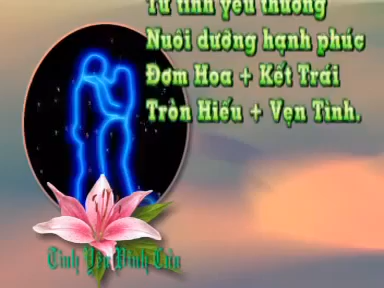 Từ tình yêu thương
Nuôi dưỡng hạnh phúc
Đơm Hoa + Kết Trái
Tròn Hiếu + Vẹn Tình.
Tình Yêu Vĩnh Cửu